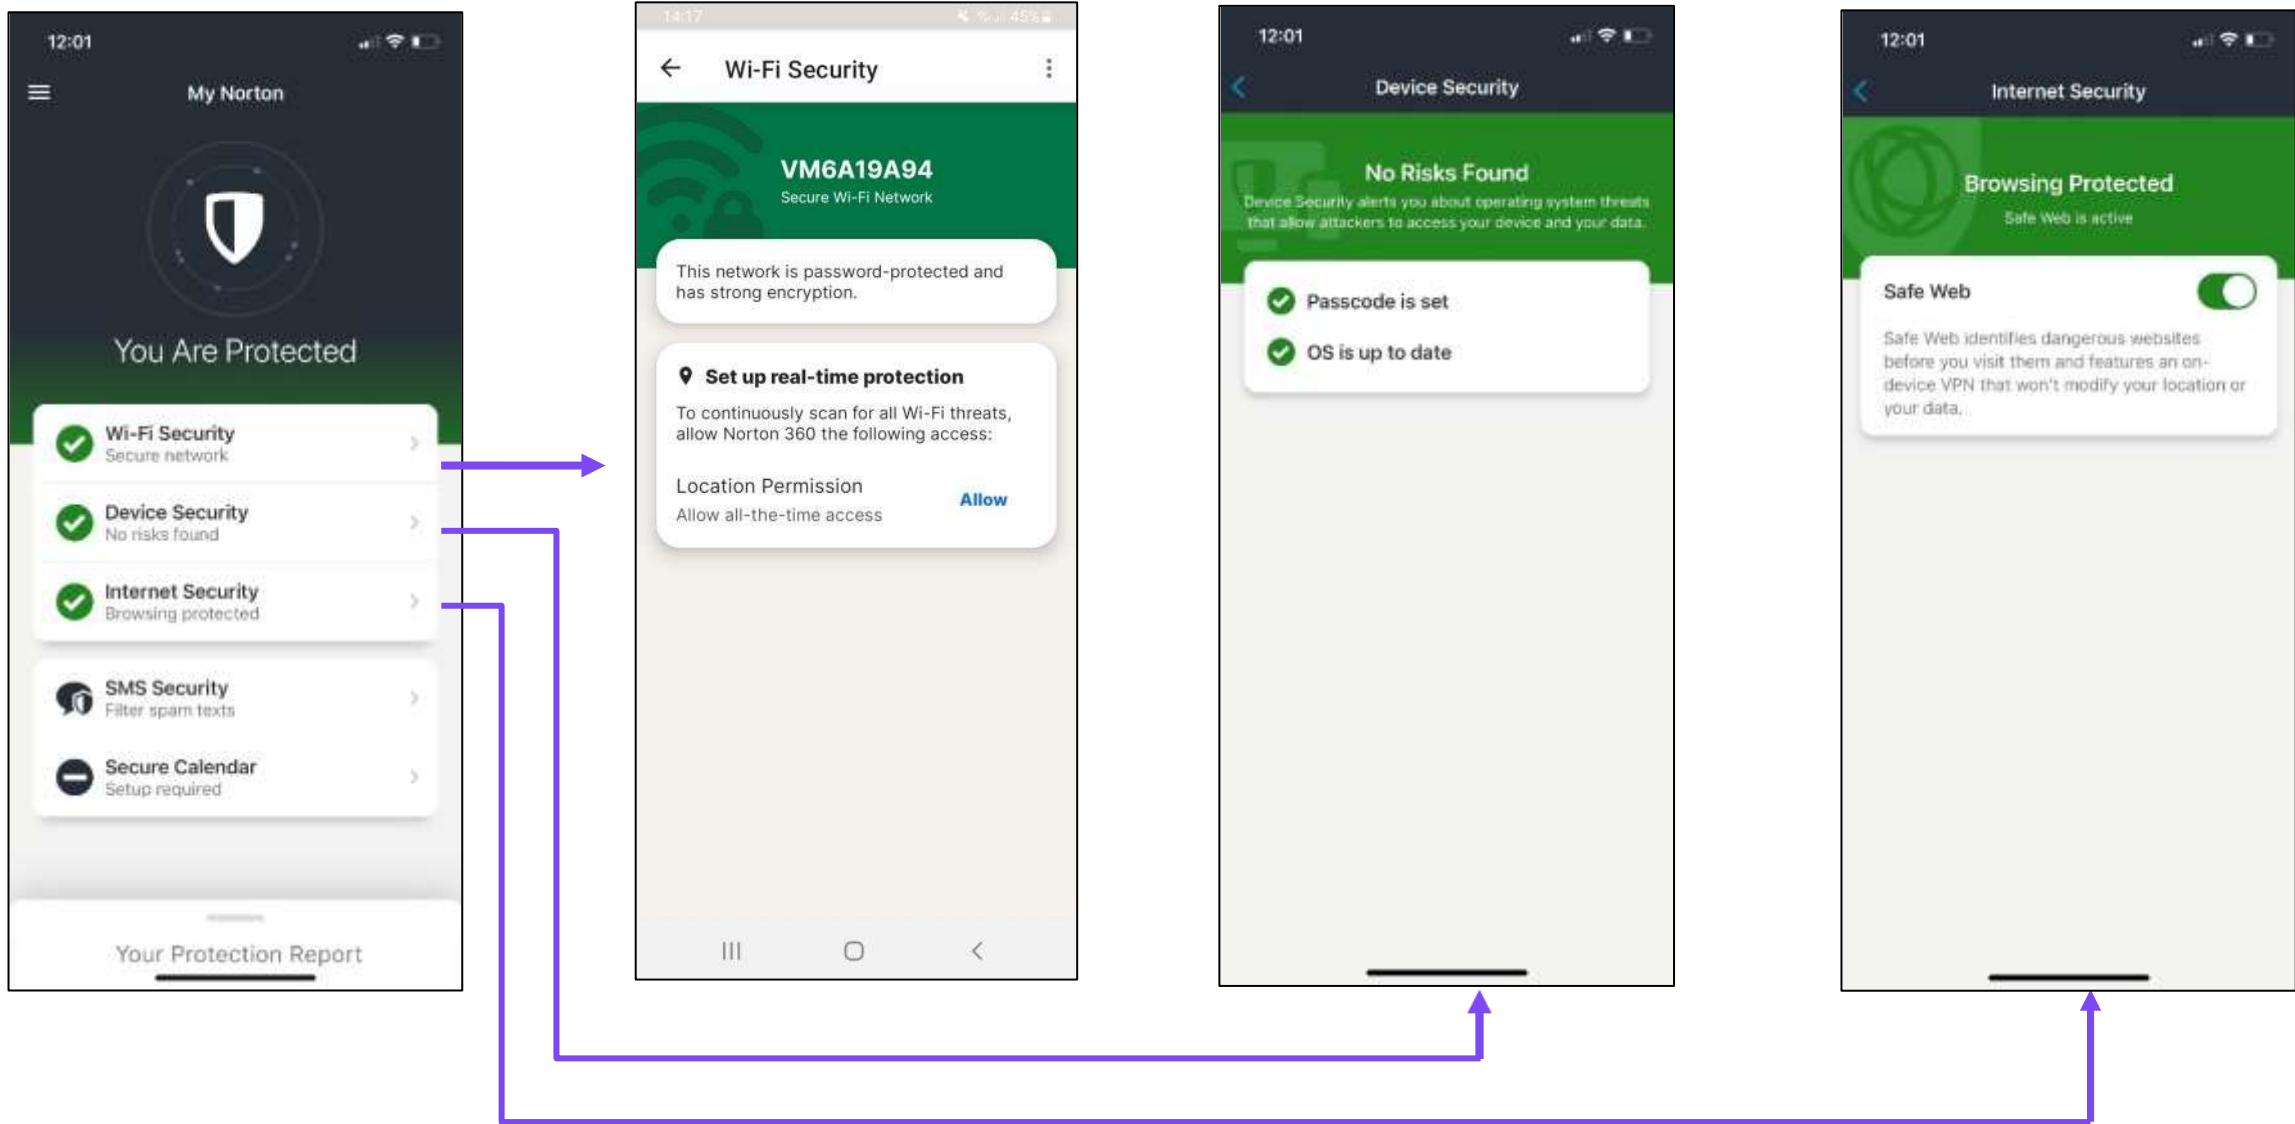 12:01
My Norton
You Are Protected
Wi-Fi Security
Secure network
Device Security
No risks found
Internet Security
Browsing protected
SMS Security
Filter spam texts
Secure Calendar
Setup required
Your Protection Report
14:17
45%
Wi-Fi Security
VM6A19A94
Secure Wi-Fi Network
This network is password-protected and
has strong encryption.
Set up real-time protection
To continuously scan for all Wi-Fi threats,
allow Norton 360 the following access:
Location Permission
Allow
Allow all-the-time access
12:01
Device Security
No Risks Found
Device Security alerts you about operating system threats
that allow attackers to access your device and your data.
Passcode is set
OS is up to date
12:01
Internet Security
Browsing Protected
Safe Web is active
Safe Web
Safe Web identifies dangerous websites
before you visit them and features an on-
device VPN that won't modify your location or
your data.